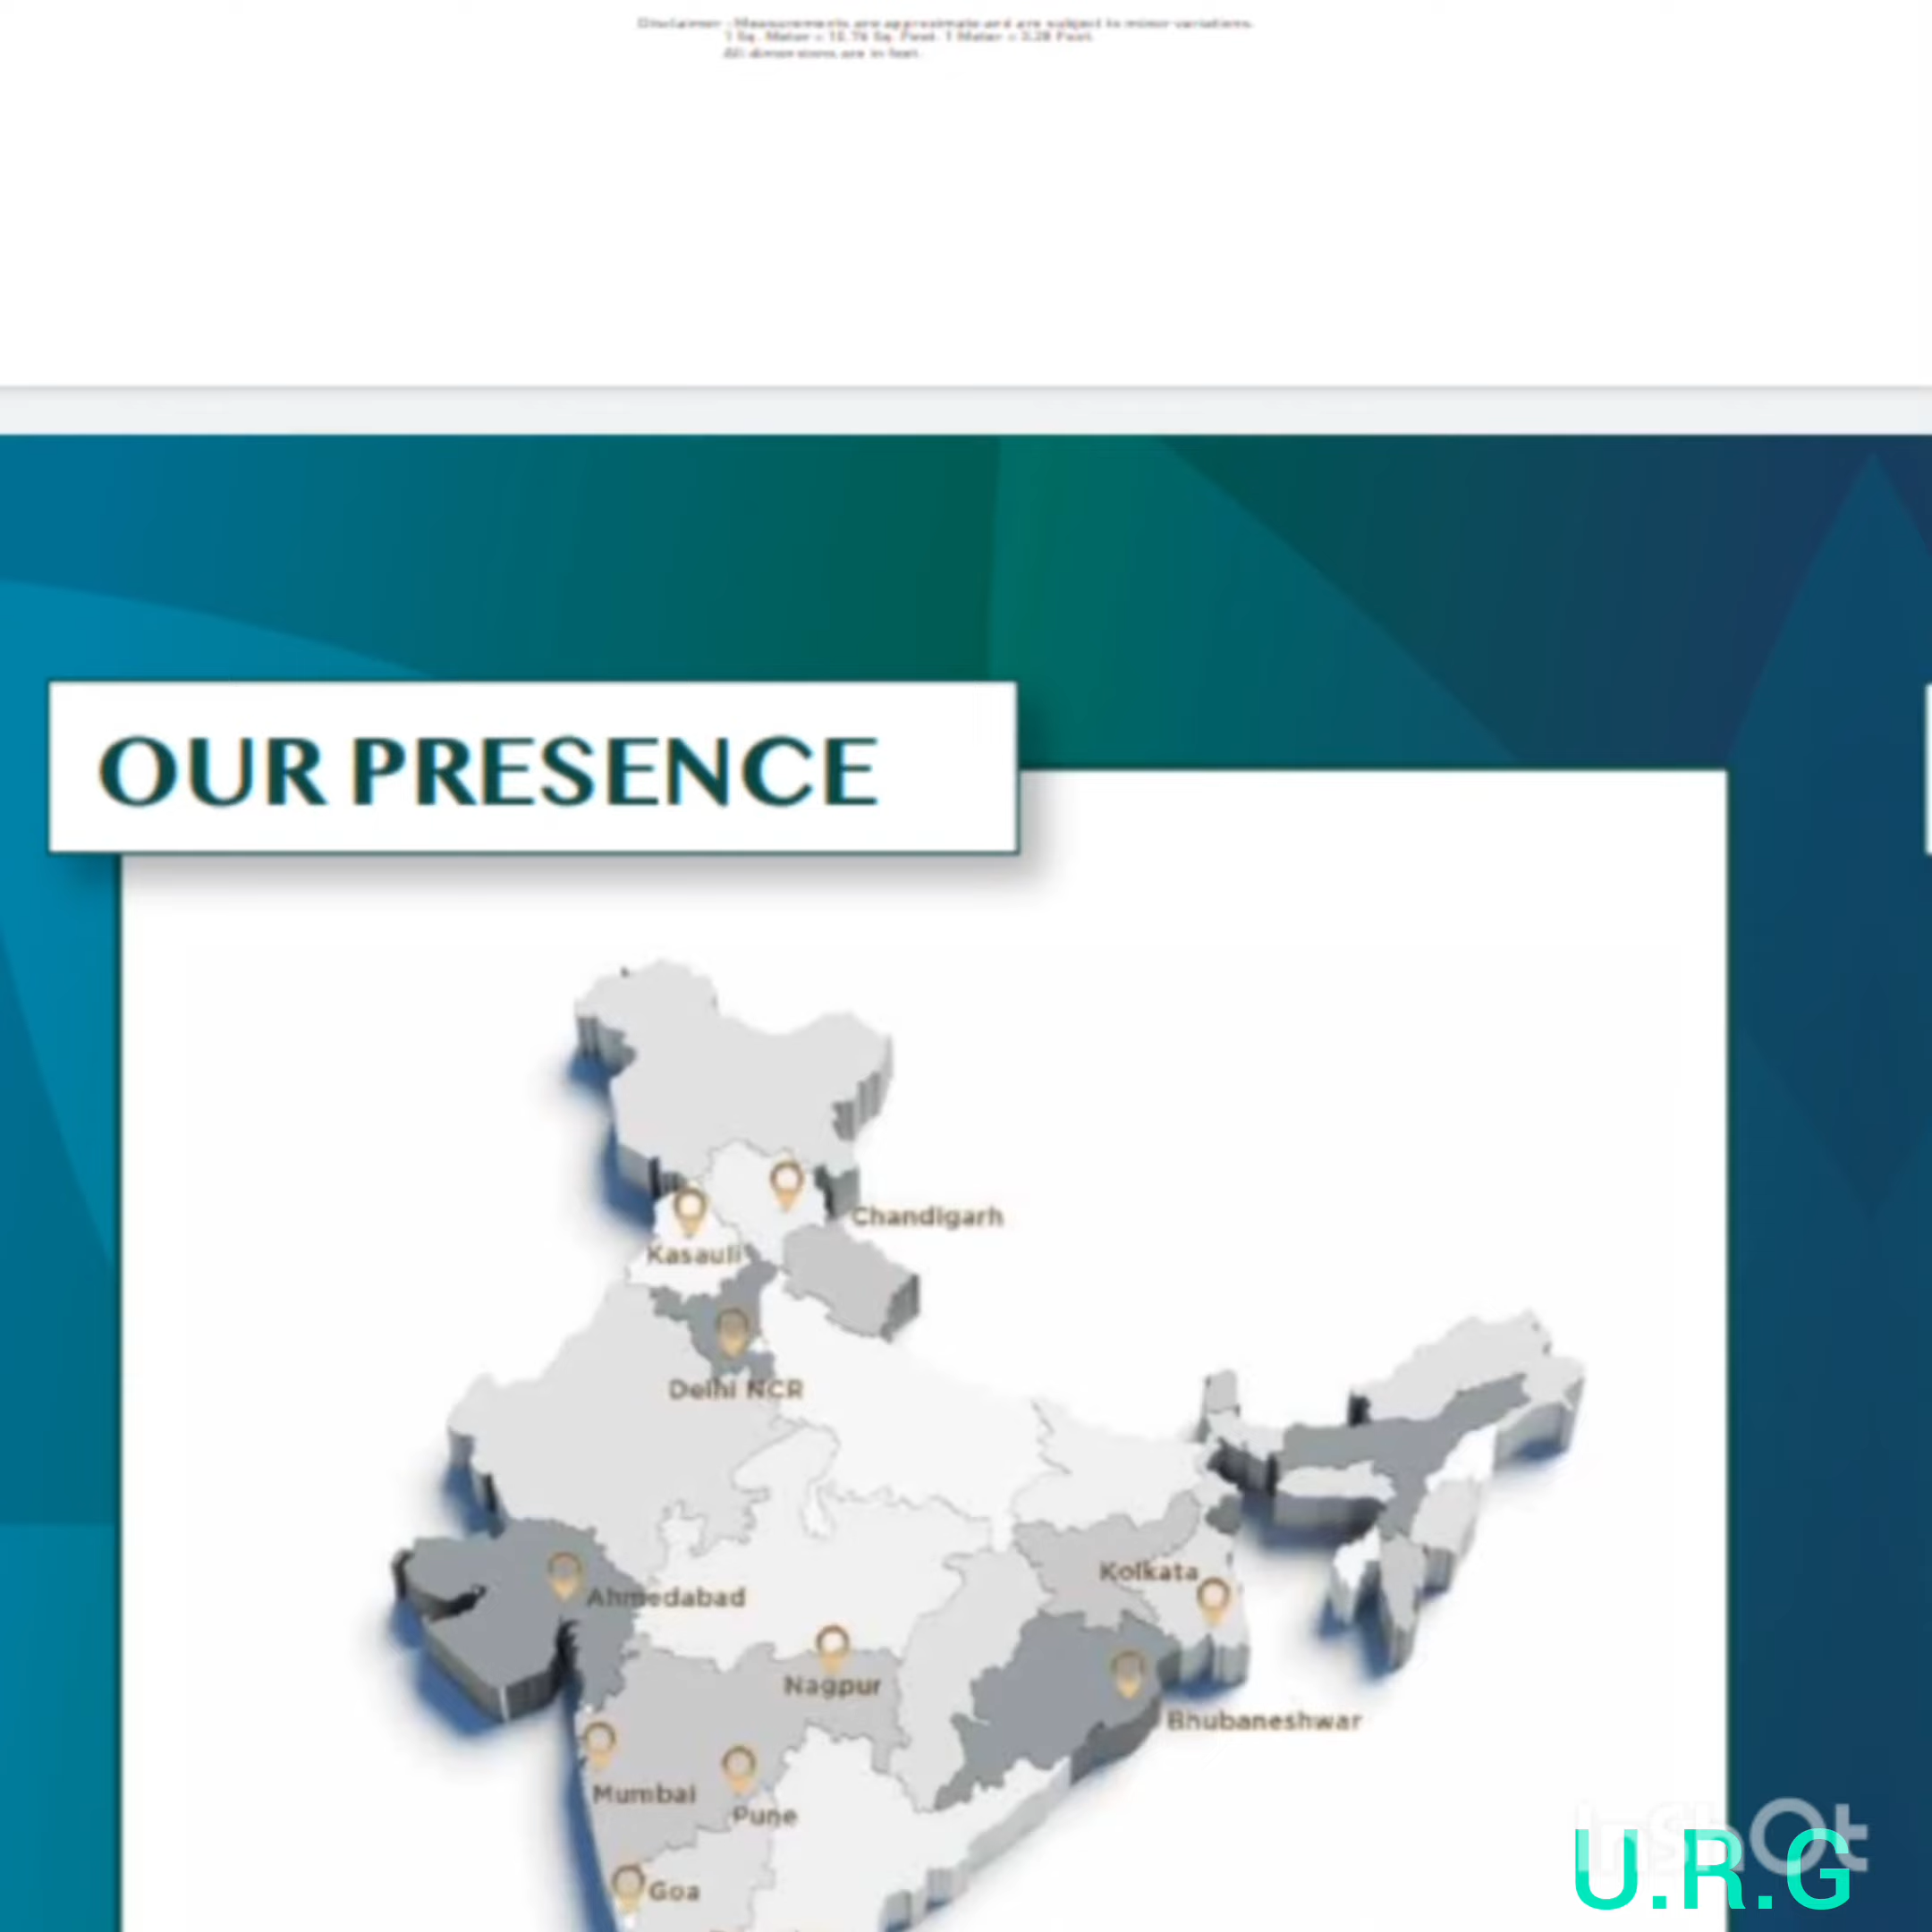 Disclaimer : Measurements are approximate and are subject to minor variations.
1 Sq. Meter = 10.76 Sq. Feet. 1 Meter = 3.28 Feet.
All dimensions are in feet.
OUR PRESENCE
Chandigarh
Kasauli
Delhi NCR
Ahmedabad
Kolkata
Nagpur
Bhubaneshwar
Mumbai
Pune
Goa
InShOt
U.R.G